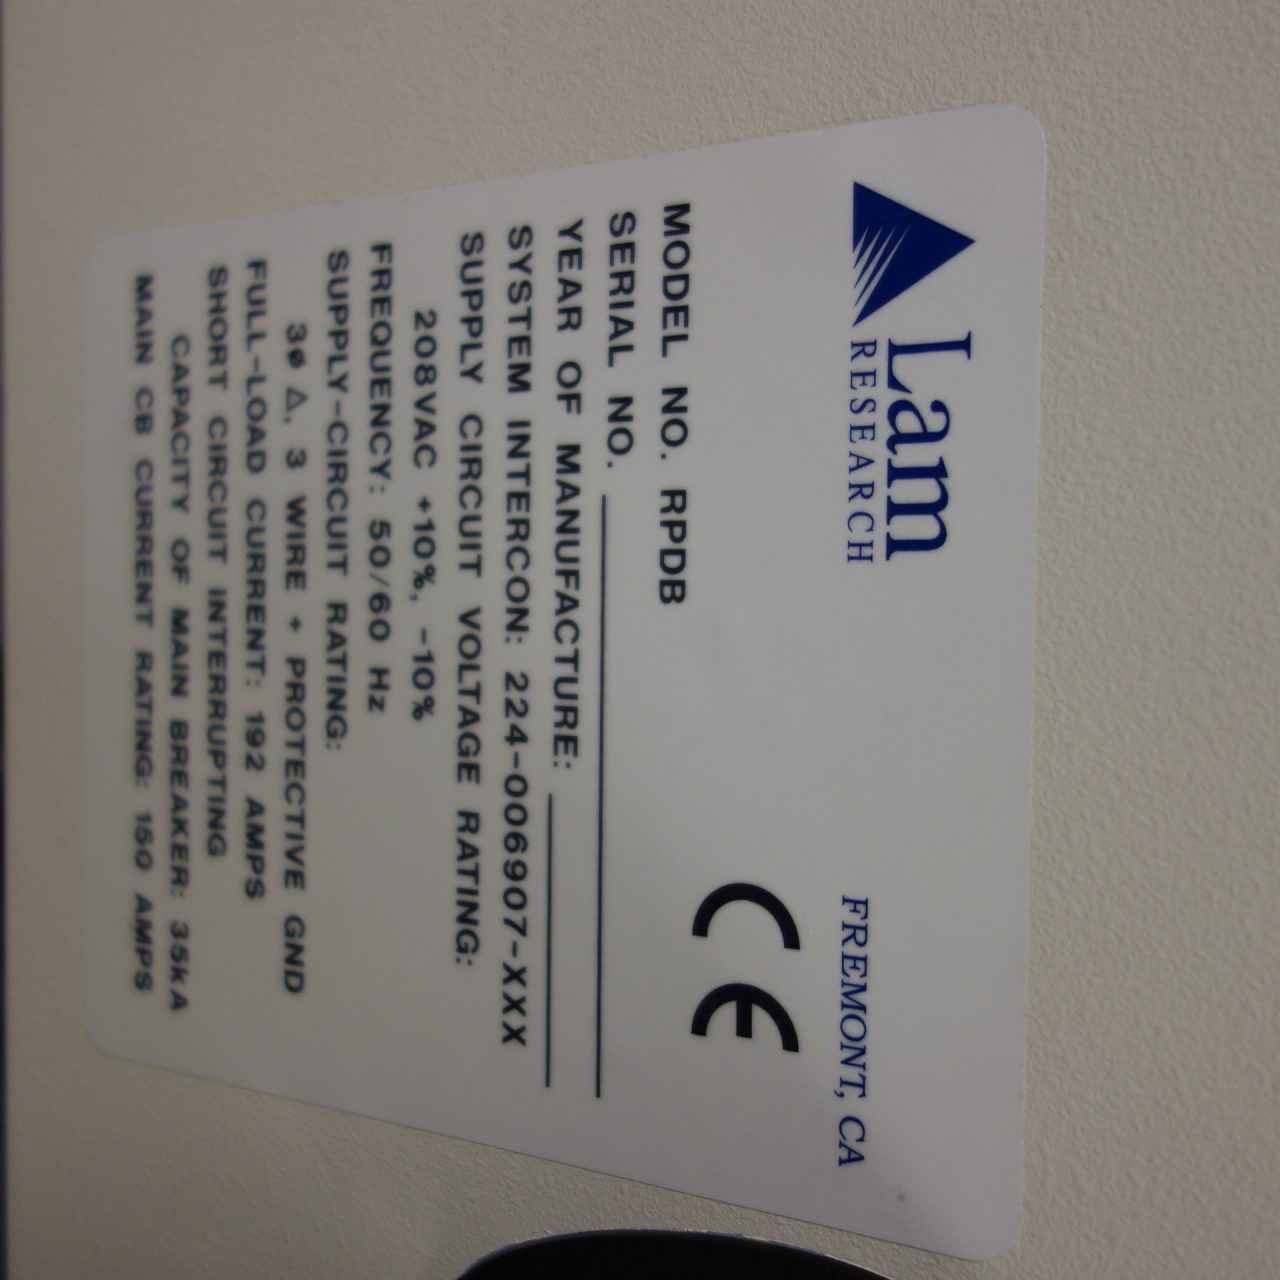 Lam
RESEARCH
FREMONT, CA
CE
MODEL NO. RPDB
SERIAL NO.
YEAR OF MANUFACTURE:
SYSTEM INTERCON: 224-006907-XXX
SUPPLY CIRCUIT VOLTAGE RATING:
208VAC +10%, -10%
FREQUENCY: 50/60 Hz
SUPPLY-CIRCUIT RATING:
3ø Δ, 3 WIRE + PROTECTIVE GND
FULL-LOAD CURRENT: 192 AMPS
SHORT CIRCUIT INTERRUPTING
CAPACITY OF MAIN BREAKER: 35kA
MAIN CB CURRENT RATING: 150 AMPS